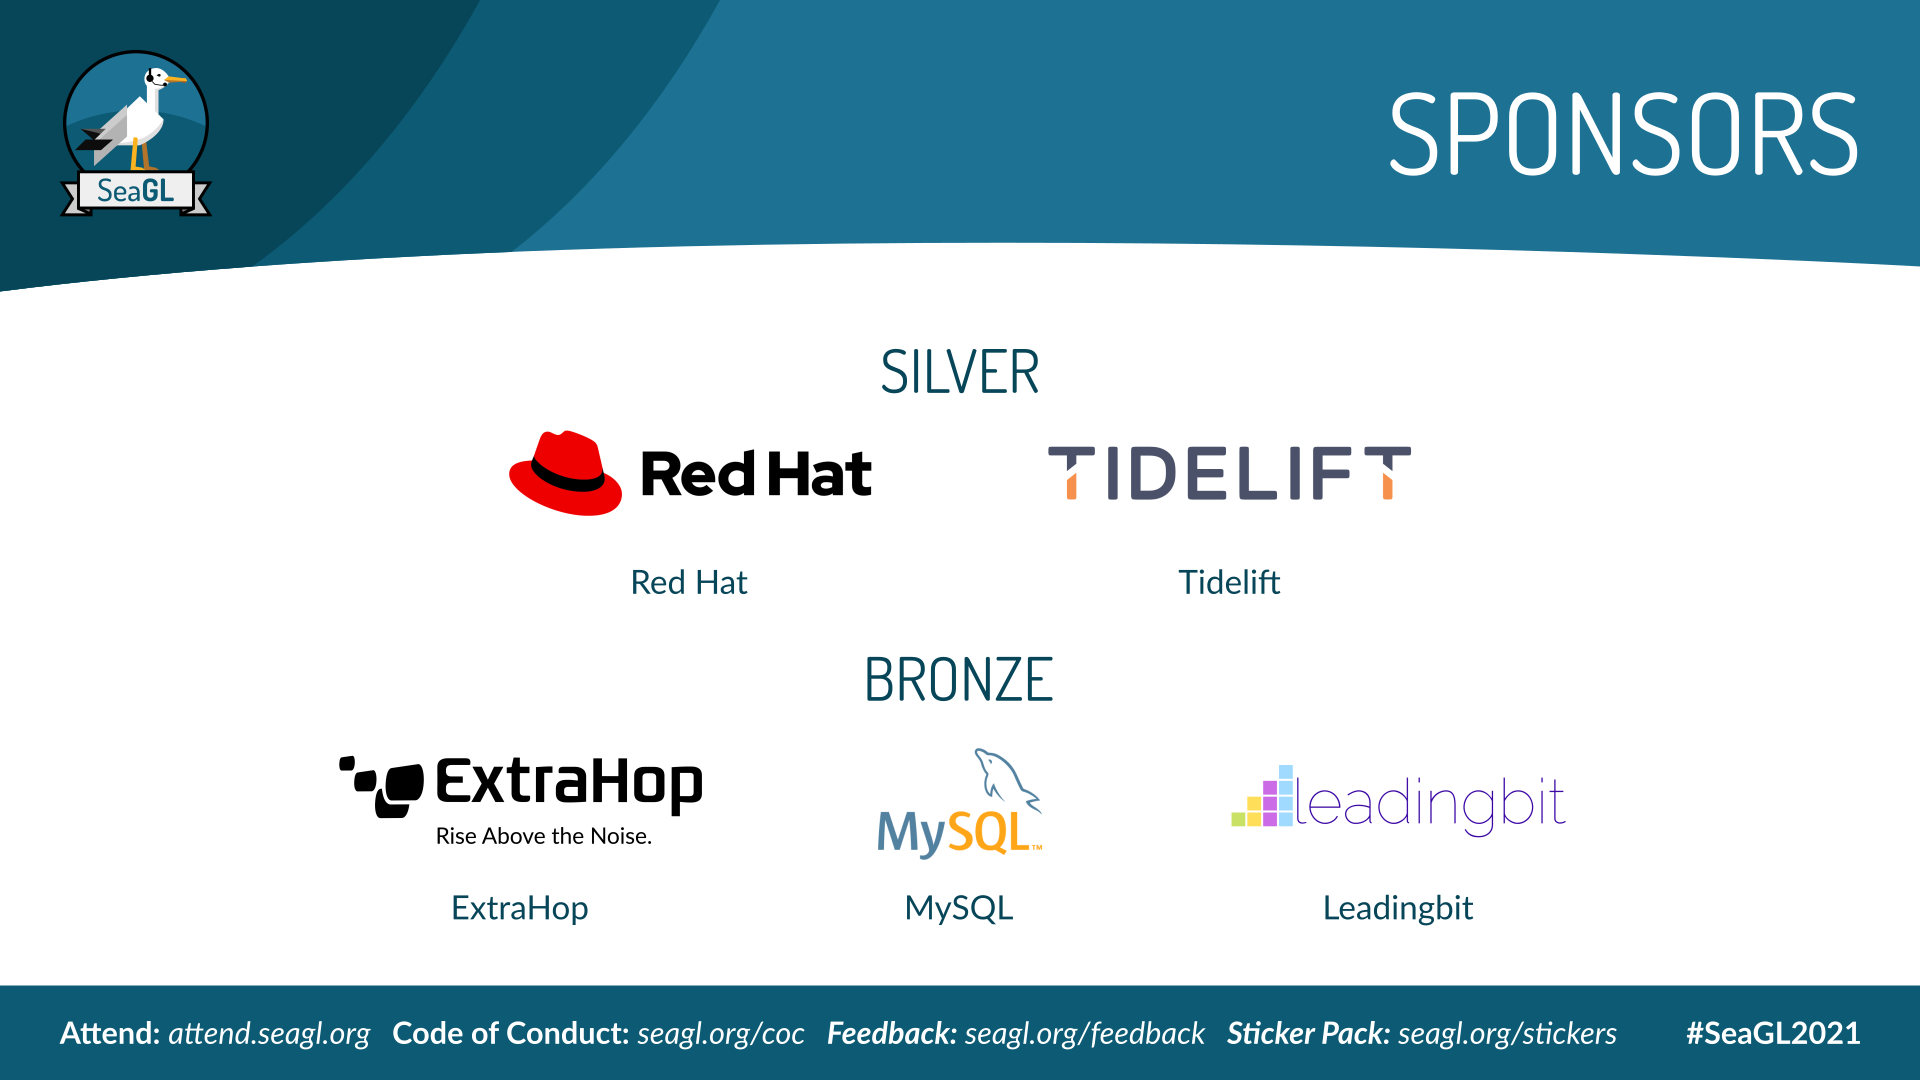 SeaGL
SPONSORS
SILVER
Red Hat
TIDELIFT
Red Hat
Tidelift
BRONZE
ExtraHop
Rise Above the Noise.
MySQL™
leadingbit
ExtraHop
MySQL
Leadingbit
Attend: attend.seagl.org Code of Conduct: seagl.org/coc Feedback: seagl.org/feedback Sticker Pack: seagl.org/stickers #SeaGL2021